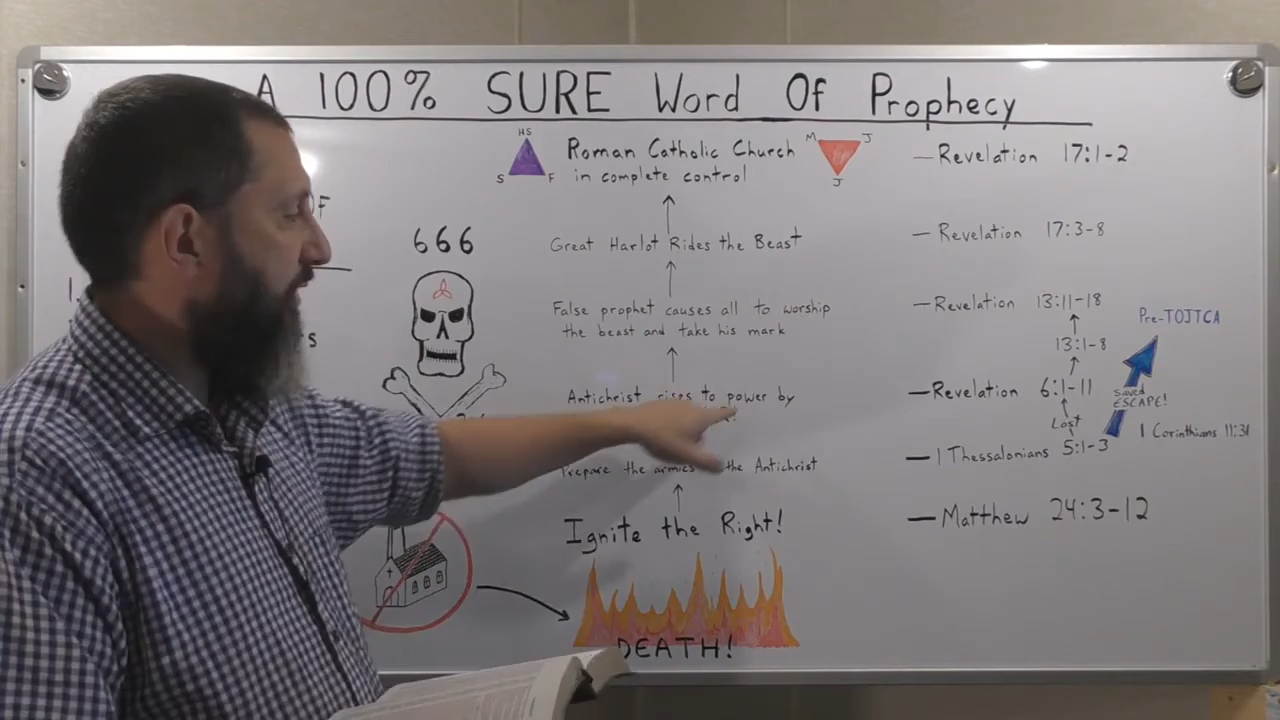 A 100% SURE Word Of Prophecy
HS
S F
Roman Catholic Church
in complete control
M J
J
— Revelation 17:1-2
666
Great Harlot Rides the Beast
— Revelation 17:3-8
False prophet causes all to worship
the beast and take his mark
— Revelation 13:11-18
13:1-8
Pre-TOJTCA
Antichrist rises to power by
— Revelation 6:1-11
Saved
ESCAPE!
Lost
1 Corinthians 11:31
Prepare the armies the Antichrist
— 1 Thessalonians 5:1-3
Ignite the Right!
— Matthew 24:3-12
DEATH!